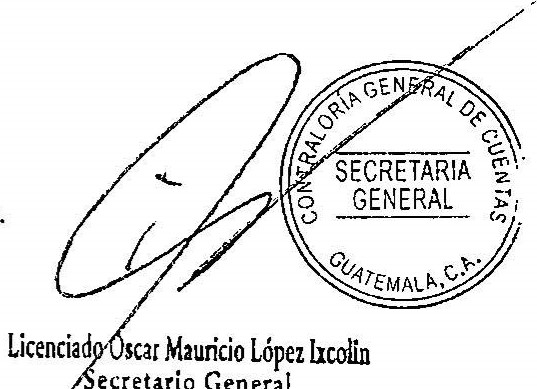 CONTRALORÍA GENERAL DE CUENTAS
SECRETARIA
GENERAL
GUATEMALA, C.A.
Licenciado Oscar Mauricio López Ixcolin
Secretario General